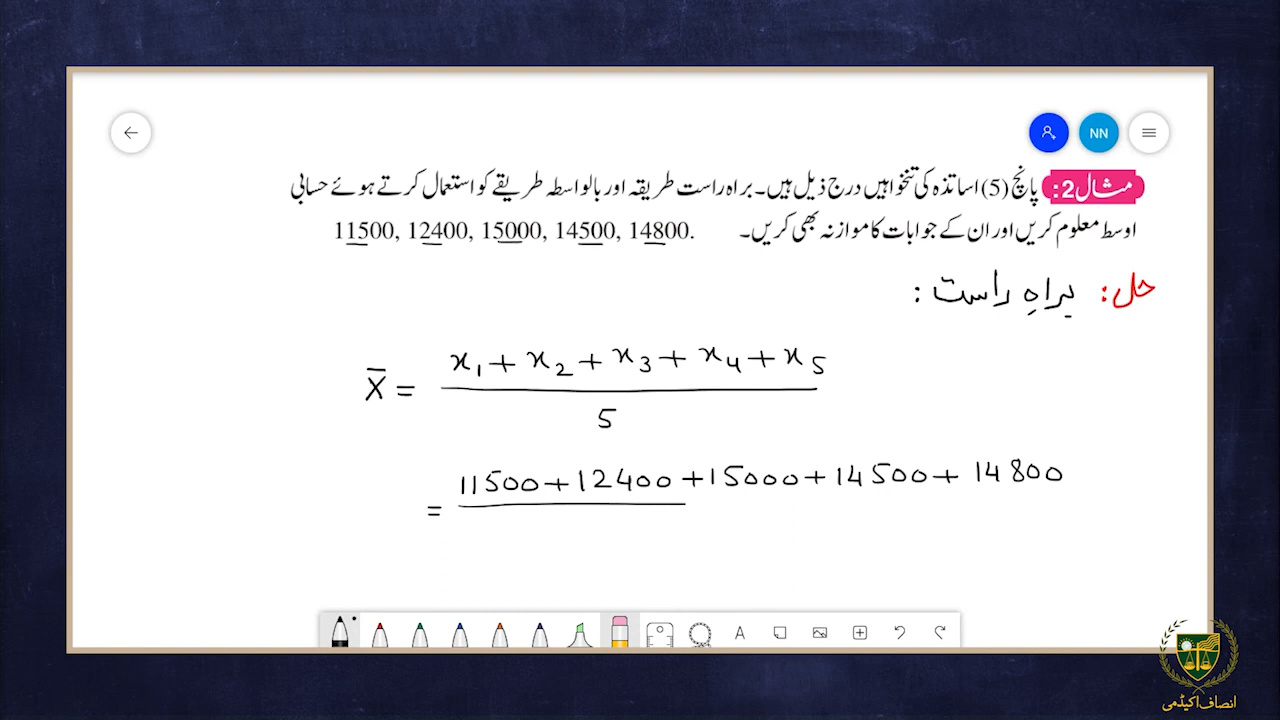 NN
مثال 2: پانچ (5) اساتذہ کی تنخواہیں درج ذیل ہیں۔ براہ راست طریقہ اور بالواسطہ طریقے کو استعمال کرتے ہوئے حسابی
اوسط معلوم کریں اور ان کے جوابات کا موازنہ بھی کریں۔ 11500, 12400, 15000, 14500, 14800.
حل: براہِ راست :
X̄ = (x₁ + x₂ + x₃ + x₄ + x₅) / 5
= 11500 + 12400 + 15000 + 14500 + 14800
A
انصاف اکیڈمی